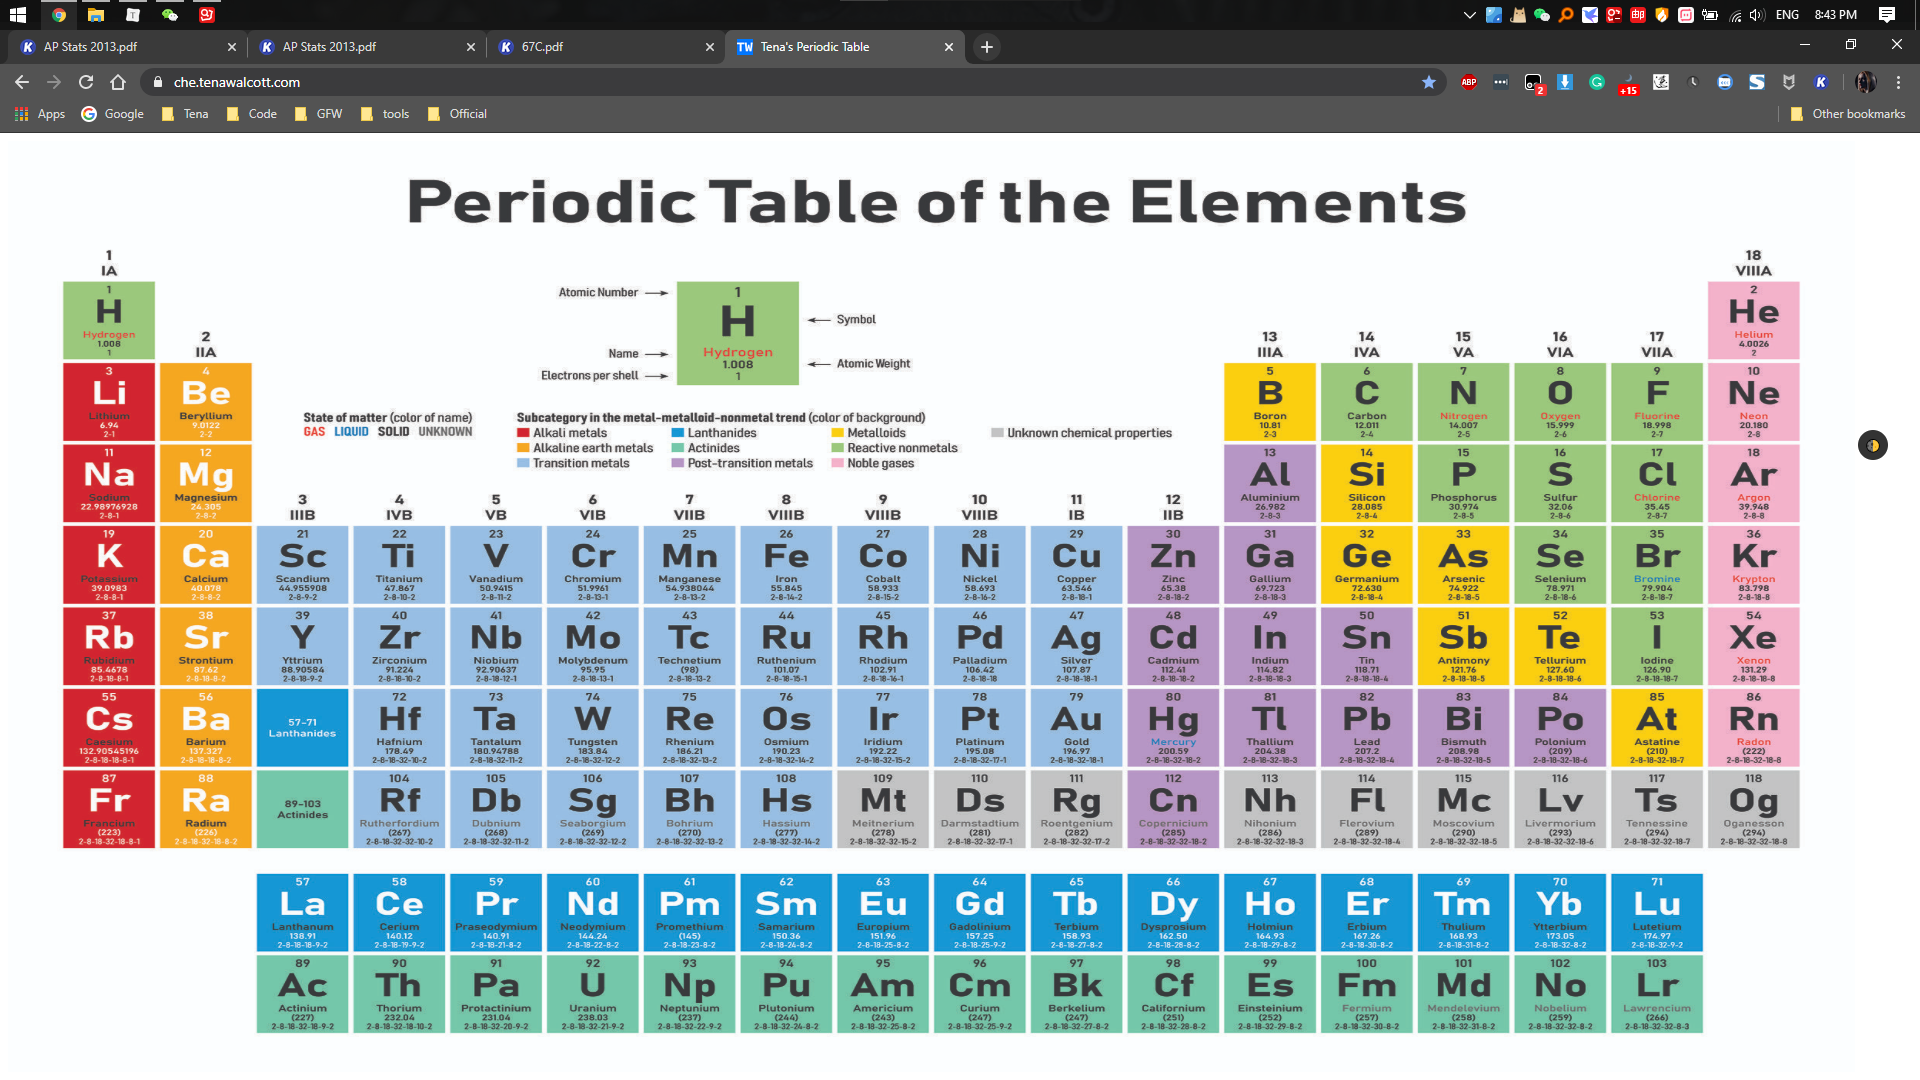 ENG 8:43 PM
AP Stats 2013.pdf AP Stats 2013.pdf 67C.pdf TW Tena's Periodic Table
che.tenawalcott.com
ABP 2 +15
Apps Google Tena Code GFW tools Official Other bookmarks
Periodic Table of the Elements
1 IA
2 IIA
3 IIIB
4 IVB
5 VB
6 VIB
7 VIIB
8 VIIIB
9 VIIIB
10 VIIIB
11 IB
12 IIB
13 IIIA
14 IVA
15 VA
16 VIA
17 VIIA
18 VIIIA
Atomic Number
Symbol
Name
Atomic Weight
Electrons per shell
1 H Hydrogen 1.008 1
State of matter (color of name)
GAS LIQUID SOLID UNKNOWN
Subcategory in the metal-metalloid-nonmetal trend (color of background)
Alkali metals Lanthanides Metalloids Unknown chemical properties
Alkaline earth metals Actinides Reactive nonmetals
Transition metals Post-transition metals Noble gases
1 H Hydrogen 1.008 1
2 He Helium 4.0026 2
3 Li Lithium 6.94 2-1
4 Be Beryllium 9.0122 2-2
5 B Boron 10.81 2-3
6 C Carbon 12.011 2-4
7 N Nitrogen 14.007 2-5
8 O Oxygen 15.999 2-6
9 F Fluorine 18.998 2-7
10 Ne Neon 20.180 2-8
11 Na Sodium 22.98976928 2-8-1
12 Mg Magnesium 24.305 2-8-2
13 Al Aluminium 26.982 2-8-3
14 Si Silicon 28.085 2-8-4
15 P Phosphorus 30.974 2-8-5
16 S Sulfur 32.06 2-8-6
17 Cl Chlorine 35.45 2-8-7
18 Ar Argon 39.948 2-8-8
19 K Potassium 39.0983 2-8-8-1
20 Ca Calcium 40.078 2-8-8-2
21 Sc Scandium 44.955908 2-8-9-2
22 Ti Titanium 47.867 2-8-10-2
23 V Vanadium 50.9415 2-8-11-2
24 Cr Chromium 51.9961 2-8-13-1
25 Mn Manganese 54.938044 2-8-13-2
26 Fe Iron 55.845 2-8-14-2
27 Co Cobalt 58.933 2-8-15-2
28 Ni Nickel 58.693 2-8-16-2
29 Cu Copper 63.546 2-8-18-1
30 Zn Zinc 65.38 2-8-18-2
31 Ga Gallium 69.723 2-8-18-3
32 Ge Germanium 72.630 2-8-18-4
33 As Arsenic 74.922 2-8-18-5
34 Se Selenium 78.971 2-8-18-6
35 Br Bromine 79.904 2-8-18-7
36 Kr Krypton 83.798 2-8-18-8
37 Rb Rubidium 85.4678 2-8-18-8-1
38 Sr Strontium 87.62 2-8-18-8-2
39 Y Yttrium 88.90584 2-8-18-9-2
40 Zr Zirconium 91.224 2-8-18-10-2
41 Nb Niobium 92.90637 2-8-18-12-1
42 Mo Molybdenum 95.95 2-8-18-13-1
43 Tc Technetium (98) 2-8-18-13-2
44 Ru Ruthenium 101.07 2-8-18-15-1
45 Rh Rhodium 102.91 2-8-18-16-1
46 Pd Palladium 106.42 2-8-18-18
47 Ag Silver 107.87 2-8-18-18-1
48 Cd Cadmium 112.41 2-8-18-18-2
49 In Indium 114.82 2-8-18-18-3
50 Sn Tin 118.71 2-8-18-18-4
51 Sb Antimony 121.76 2-8-18-18-5
52 Te Tellurium 127.60 2-8-18-18-6
53 I Iodine 126.90 2-8-18-18-7
54 Xe Xenon 131.29 2-8-18-18-8
55 Cs Caesium 132.90545196 2-8-18-18-8-1
56 Ba Barium 137.327 2-8-18-18-8-2
57-71 Lanthanides
72 Hf Hafnium 178.49 2-8-18-32-10-2
73 Ta Tantalum 180.94788 2-8-18-32-11-2
74 W Tungsten 183.84 2-8-18-32-12-2
75 Re Rhenium 186.21 2-8-18-32-13-2
76 Os Osmium 190.23 2-8-18-32-14-2
77 Ir Iridium 192.22 2-8-18-32-15-2
78 Pt Platinum 195.08 2-8-18-32-17-1
79 Au Gold 196.97 2-8-18-32-18-1
80 Hg Mercury 200.59 2-8-18-32-18-2
81 Tl Thallium 204.38 2-8-18-32-18-3
82 Pb Lead 207.2 2-8-18-32-18-4
83 Bi Bismuth 208.98 2-8-18-32-18-5
84 Po Polonium (209) 2-8-18-32-18-6
85 At Astatine (210) 2-8-18-32-18-7
86 Rn Radon (222) 2-8-18-32-18-8
87 Fr Francium (223) 2-8-18-32-18-8-1
88 Ra Radium (226) 2-8-18-32-18-8-2
89-103 Actinides
104 Rf Rutherfordium (267) 2-8-18-32-32-10-2
105 Db Dubnium (268) 2-8-18-32-32-11-2
106 Sg Seaborgium (269) 2-8-18-32-32-12-2
107 Bh Bohrium (270) 2-8-18-32-32-13-2
108 Hs Hassium (277) 2-8-18-32-32-14-2
109 Mt Meitnerium (278) 2-8-18-32-32-15-2
110 Ds Darmstadtium (281) 2-8-18-32-32-17-1
111 Rg Roentgenium (282) 2-8-18-32-32-17-2
112 Cn Copernicium (285) 2-8-18-32-32-18-2
113 Nh Nihonium (286) 2-8-18-32-32-18-3
114 Fl Flerovium (289) 2-8-18-32-32-18-4
115 Mc Moscovium (290) 2-8-18-32-32-18-5
116 Lv Livermorium (293) 2-8-18-32-32-18-6
117 Ts Tennessine (294) 2-8-18-32-32-18-7
118 Og Oganesson (294) 2-8-18-32-32-18-8
57 La Lanthanum 138.91 2-8-18-18-9-2
58 Ce Cerium 140.12 2-8-18-19-9-2
59 Pr Praseodymium 140.91 2-8-18-21-8-2
60 Nd Neodymium 144.24 2-8-18-22-8-2
61 Pm Promethium (145) 2-8-18-23-8-2
62 Sm Samarium 150.36 2-8-18-24-8-2
63 Eu Europium 151.96 2-8-18-25-8-2
64 Gd Gadolinium 157.25 2-8-18-25-9-2
65 Tb Terbium 158.93 2-8-18-27-8-2
66 Dy Dysprosium 162.50 2-8-18-28-8-2
67 Ho Holmiun 164.93 2-8-18-29-8-2
68 Er Erbium 167.26 2-8-18-30-8-2
69 Tm Thulium 168.93 2-8-18-31-8-2
70 Yb Ytterbium 173.05 2-8-18-32-8-2
71 Lu Lutetium 174.97 2-8-18-32-9-2
89 Ac Actinium (227) 2-8-18-32-18-9-2
90 Th Thorium 232.04 2-8-18-32-18-10-2
91 Pa Protactinium 231.04 2-8-18-32-20-9-2
92 U Uranium 238.03 2-8-18-32-21-9-2
93 Np Neptunium (237) 2-8-18-32-22-9-2
94 Pu Plutonium (244) 2-8-18-32-24-8-2
95 Am Americium (243) 2-8-18-32-25-8-2
96 Cm Curium (247) 2-8-18-32-25-9-2
97 Bk Berkelium (247) 2-8-18-32-27-8-2
98 Cf Californium (251) 2-8-18-32-28-8-2
99 Es Einsteinium (252) 2-8-18-32-29-8-2
100 Fm Fermium (257) 2-8-18-32-30-8-2
101 Md Mendelevium (258) 2-8-18-32-31-8-2
102 No Nobelium (259) 2-8-18-32-32-8-2
103 Lr Lawrencium (266) 2-8-18-32-32-8-3